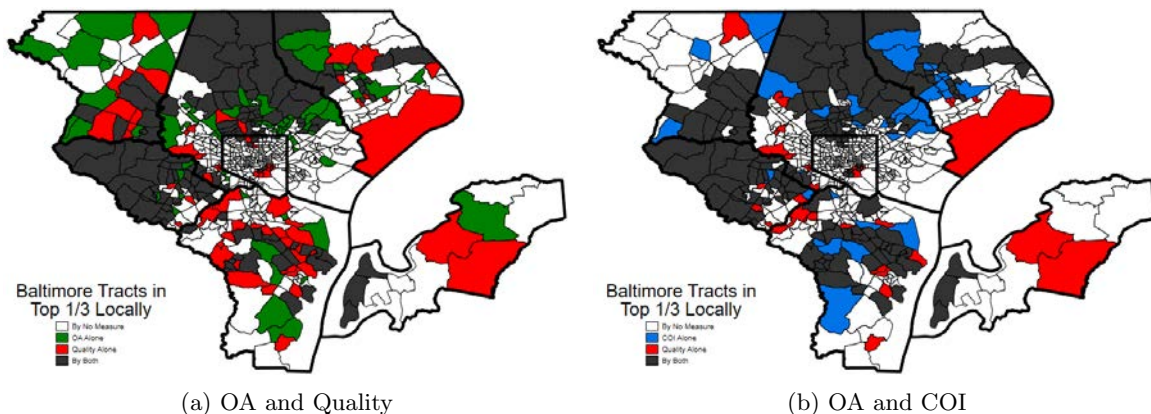 Baltimore Tracts in
Top 1/3 Locally
By No Measure
OA Alone
Quality Alone
By Both
(a) OA and Quality
Baltimore Tracts in
Top 1/3 Locally
By No Measure
COI Alone
Quality Alone
By Both
(b) OA and COI